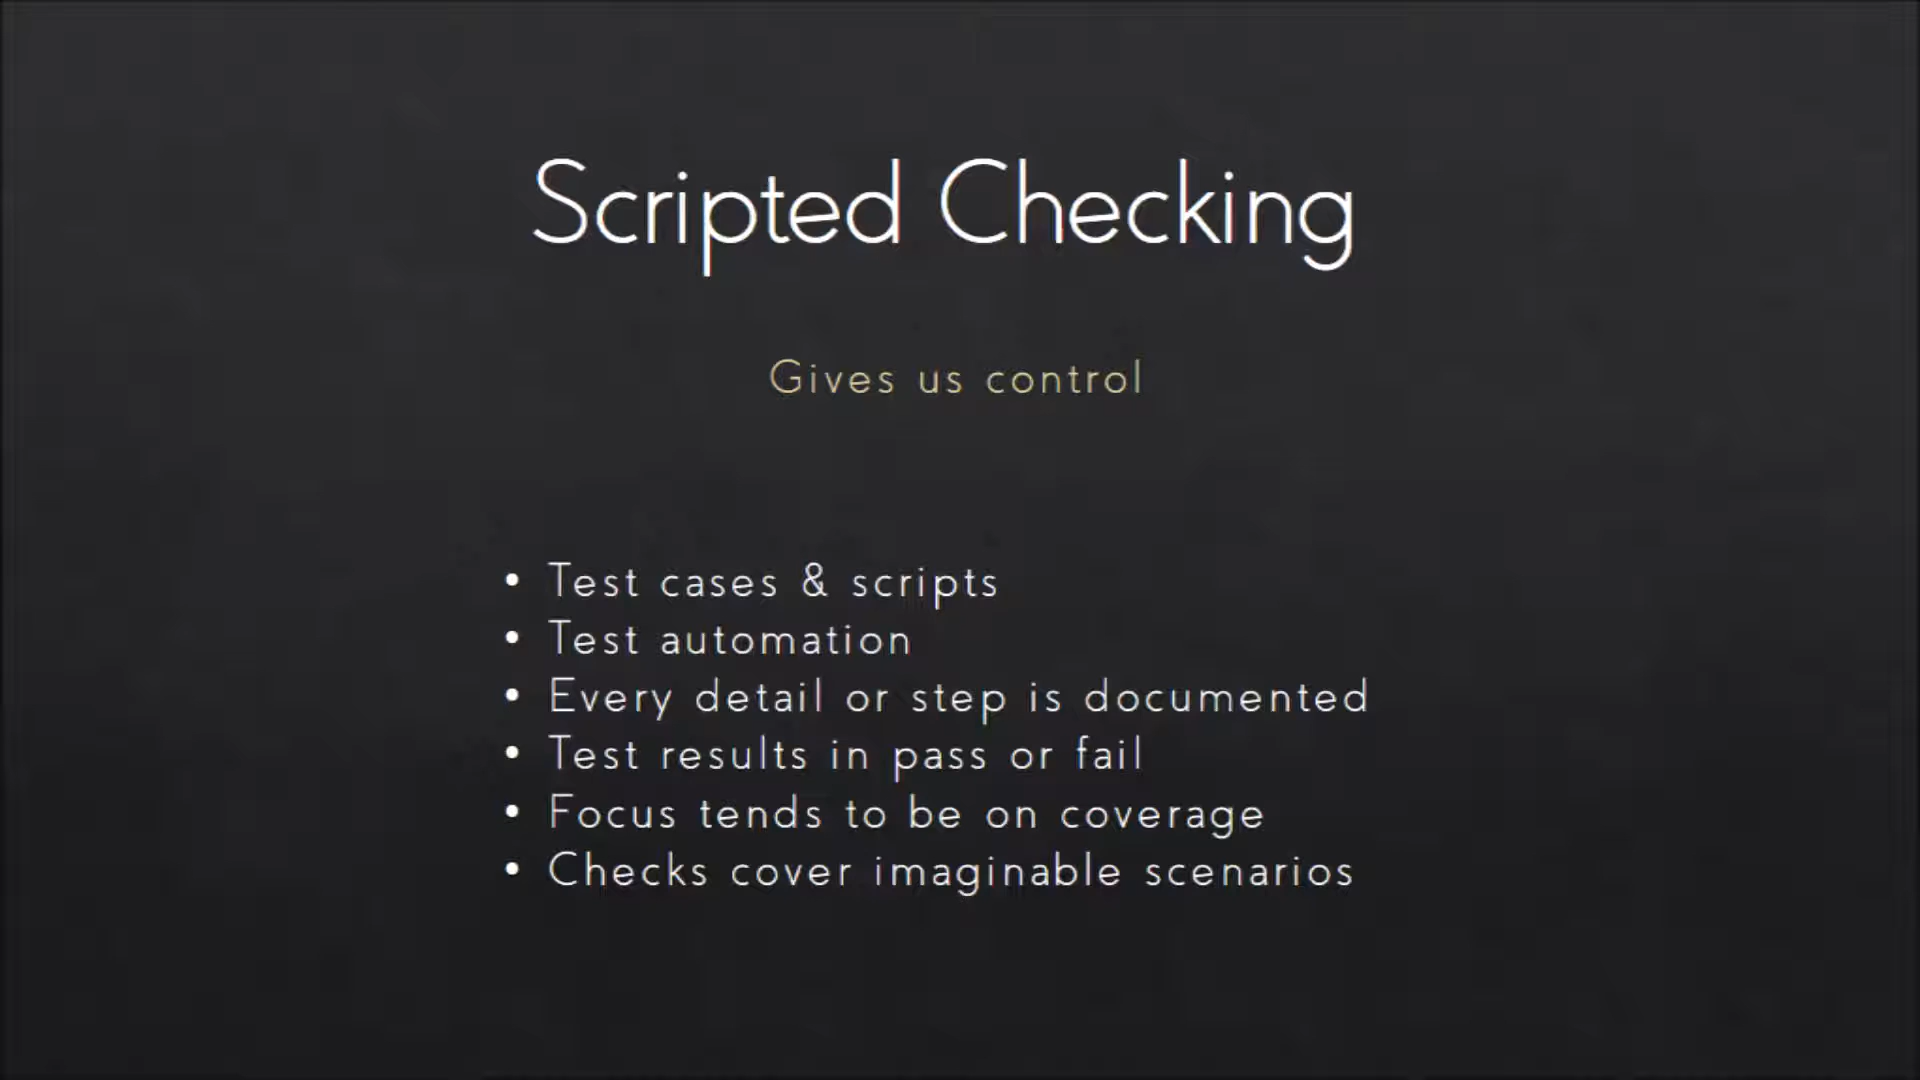 Scripted Checking
Gives us control
• Test cases & scripts
• Test automation
• Every detail or step is documented
• Test results in pass or fail
• Focus tends to be on coverage
• Checks cover imaginable scenarios